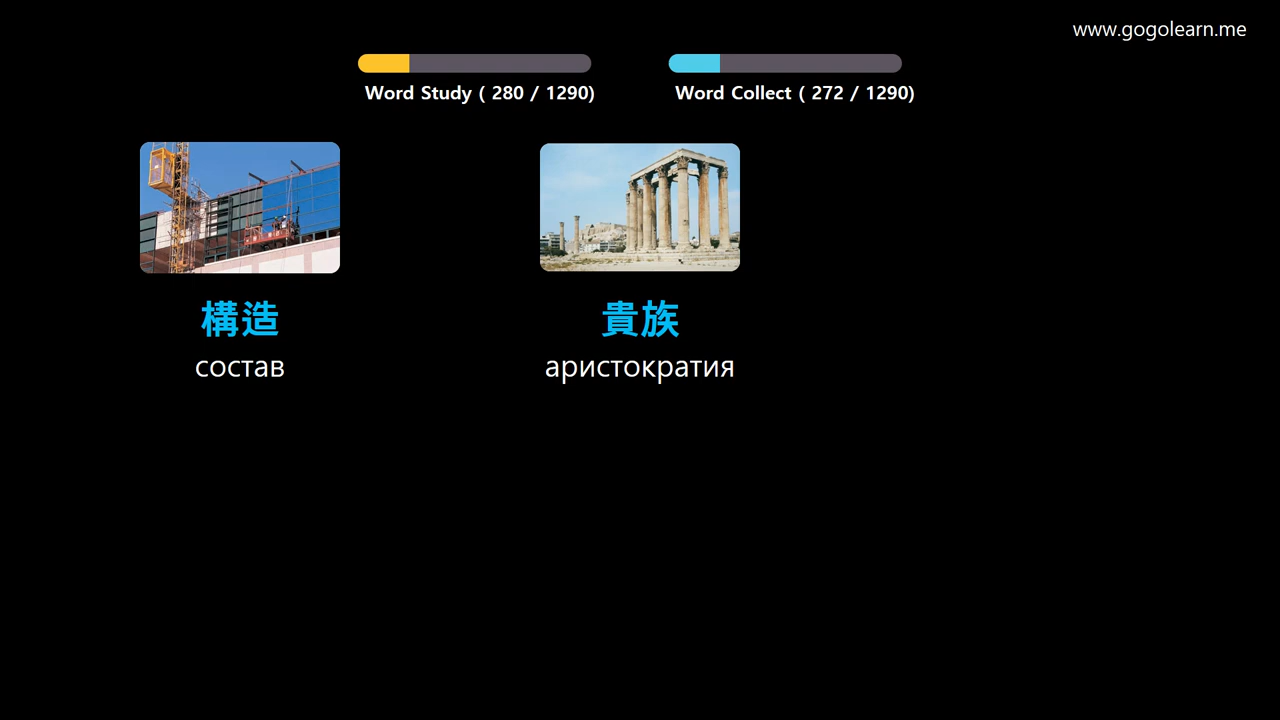 www.gogolearn.me
Word Study ( 280 / 1290)
Word Collect ( 272 / 1290)
構造
состав
貴族
аристократия